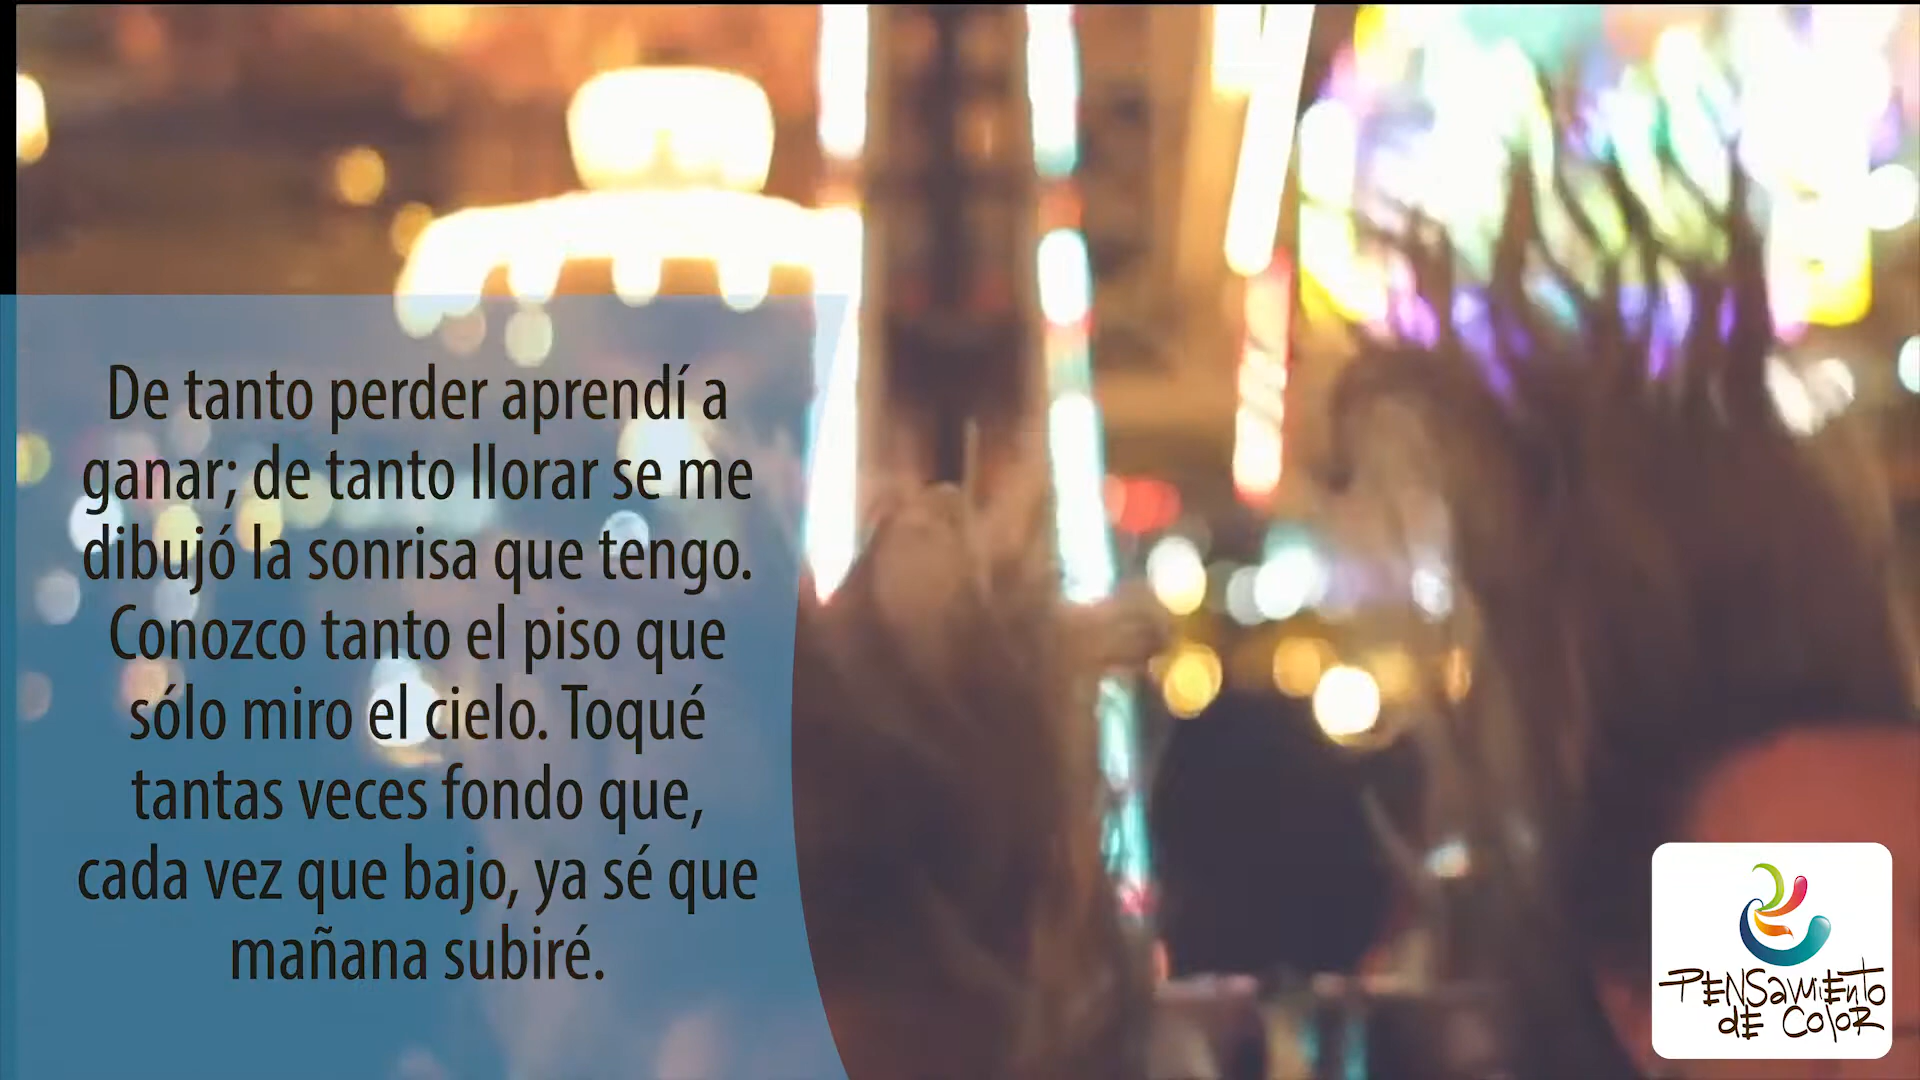 De tanto perder aprendí a
ganar; de tanto llorar se me
dibujó la sonrisa que tengo.
Conozco tanto el piso que
sólo miro el cielo. Toqué
tantas veces fondo que,
cada vez que bajo, ya sé que
mañana subiré.
PENSamiENto
dE ColoR